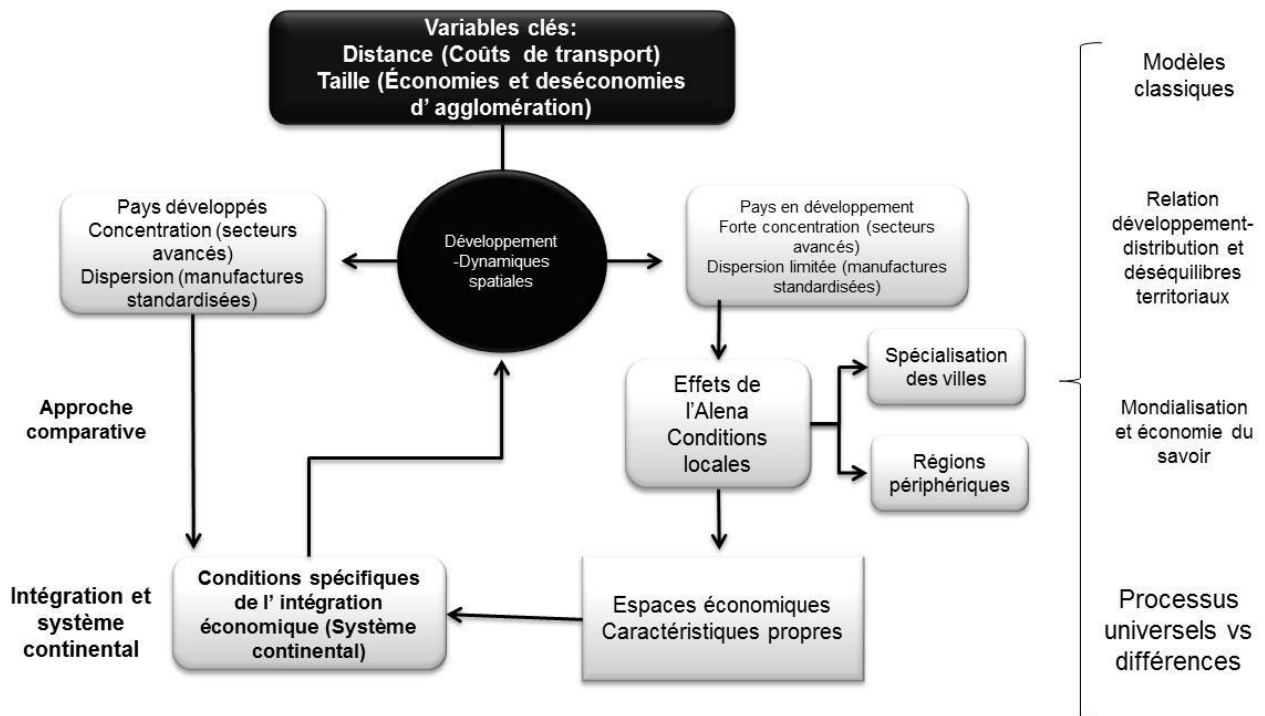 Variables clés:
Distance (Coûts de transport)
Taille (Économies et deséconomies
d' agglomération)
Modèles
classiques
Pays développés
Concentration (secteurs
avancés)
Dispersion (manufactures
standardisées)
Développement
-Dynamiques
spatiales
Pays en développement
Forte concentration (secteurs
avancés)
Dispersion limitée (manufactures
standardisées)
Relation
développement-
distribution et
déséquilibres
territoriaux
Approche
comparative
Effets de
l'Alena
Conditions
locales
Spécialisation
des villes
Régions
périphériques
Mondialisation
et économie du
savoir
Intégration et
système
continental
Conditions spécifiques
de l' intégration
économique (Système
continental)
Espaces économiques
Caractéristiques propres
Processus
universels vs
différences